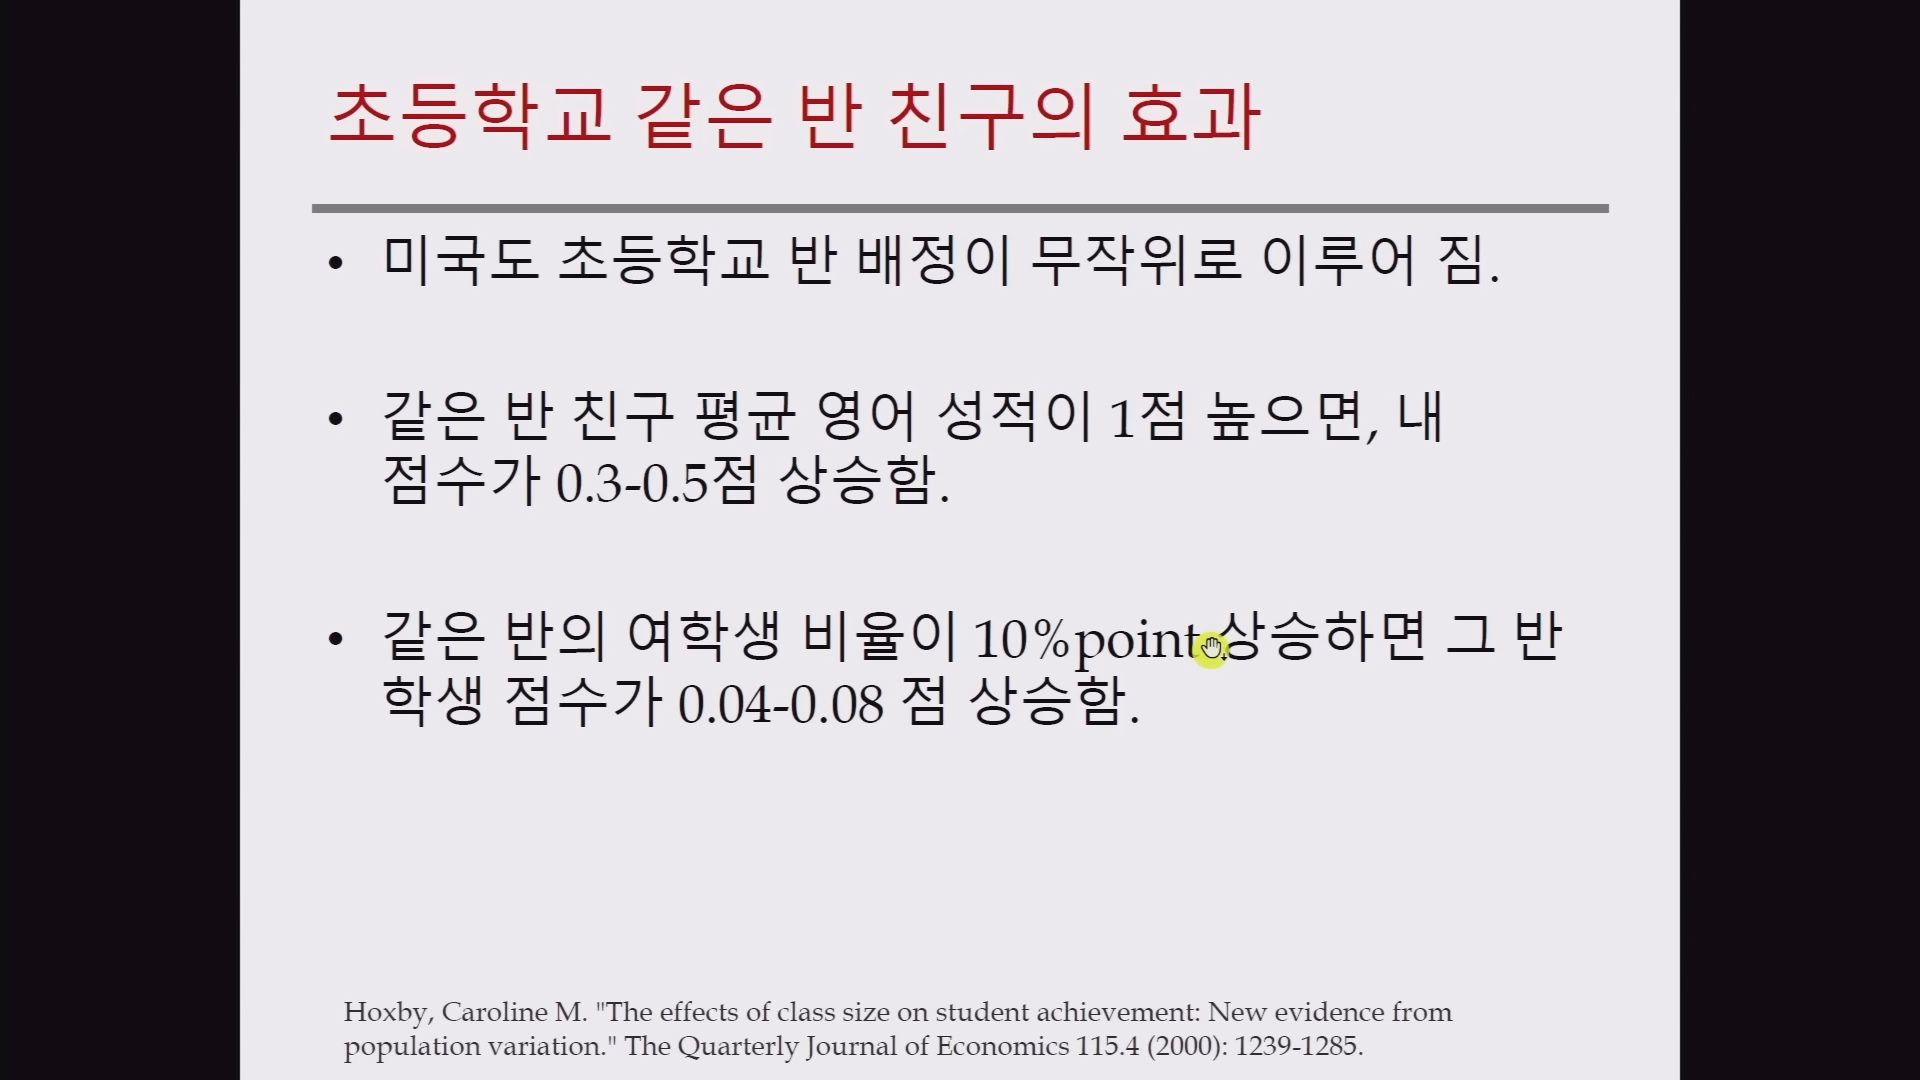 초등학교 같은 반 친구의 효과
• 미국도 초등학교 반 배정이 무작위로 이루어 짐.
• 같은 반 친구 평균 영어 성적이 1점 높으면, 내
점수가 0.3-0.5점 상승함.
• 같은 반의 여학생 비율이 10%point 상승하면 그 반
학생 점수가 0.04-0.08 점 상승함.
Hoxby, Caroline M. "The effects of class size on student achievement: New evidence from
population variation." The Quarterly Journal of Economics 115.4 (2000): 1239-1285.